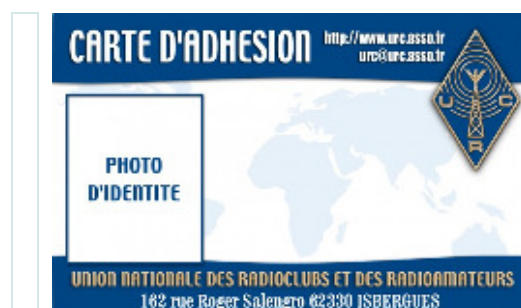 CARTE D'ADHESION
http://www.urc.asso.fr
urc@urc.asso.fr
U C
R
PHOTO
D'IDENTITE
UNION NATIONALE DES RADIOCLUBS ET DES RADIOAMATEURS
162 rue Roger Salengro 62330 ISBERGUES